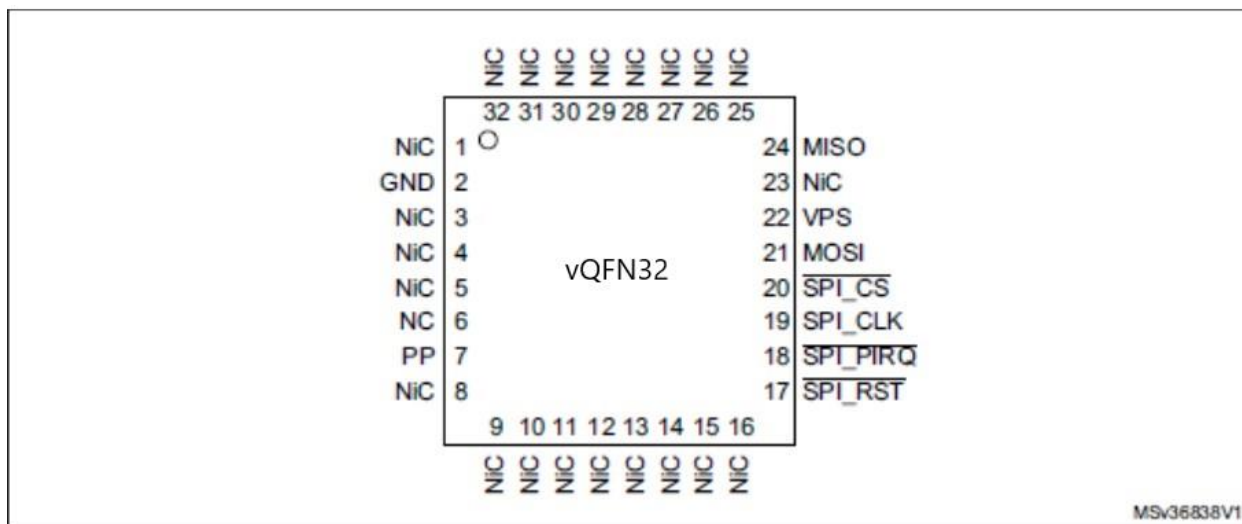 NiC NiC NiC NiC NiC NiC NiC NiC
32 31 30 29 28 27 26 25
NiC 1 24 MISO
GND 2 23 NiC
NiC 3 22 VPS
NiC 4 21 MOSI
vQFN32
NiC 5 20 SPI_CS
NC 6 19 SPI_CLK
PP 7 18 SPI_PIRQ
NiC 8 17 SPI_RST
9 10 11 12 13 14 15 16
NiC NiC NiC NiC NiC NiC NiC NiC
MSv36838V1